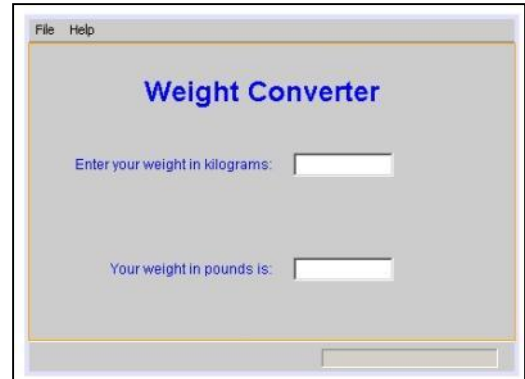 File Help
Weight Converter
Enter your weight in kilograms:
Your weight in pounds is: